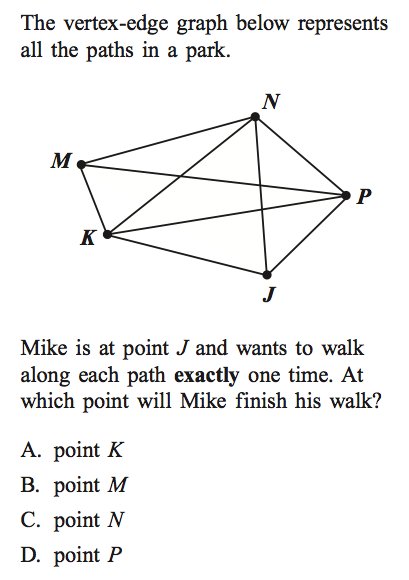 The vertex-edge graph below represents
all the paths in a park.
N
M
P
K
J
Mike is at point J and wants to walk
along each path exactly one time. At
which point will Mike finish his walk?
A. point K
B. point M
C. point N
D. point P